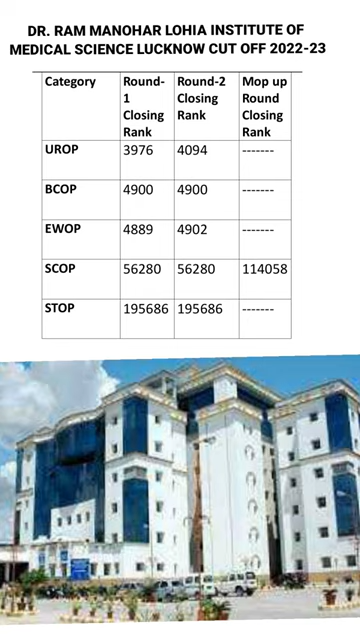 DR. RAM MANOHAR LOHIA INSTITUTE OF
MEDICAL SCIENCE LUCKNOW CUT OFF 2022-23
Category Round-1 Closing Rank Round-2 Closing Rank Mop up Round Closing Rank
UROP 3976 4094 -------
BCOP 4900 4900 -------
EWOP 4889 4902 -------
SCOP 56280 56280 114058
STOP 195686 195686 -------